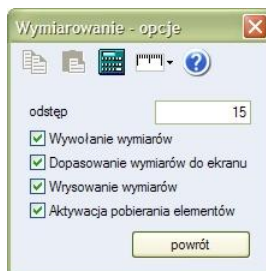 Wymiarowanie - opcje
odstęp 15
Wywołanie wymiarów
Dopasowanie wymiarów do ekranu
Wrysowanie wymiarów
Aktywacja pobierania elementów
powrót